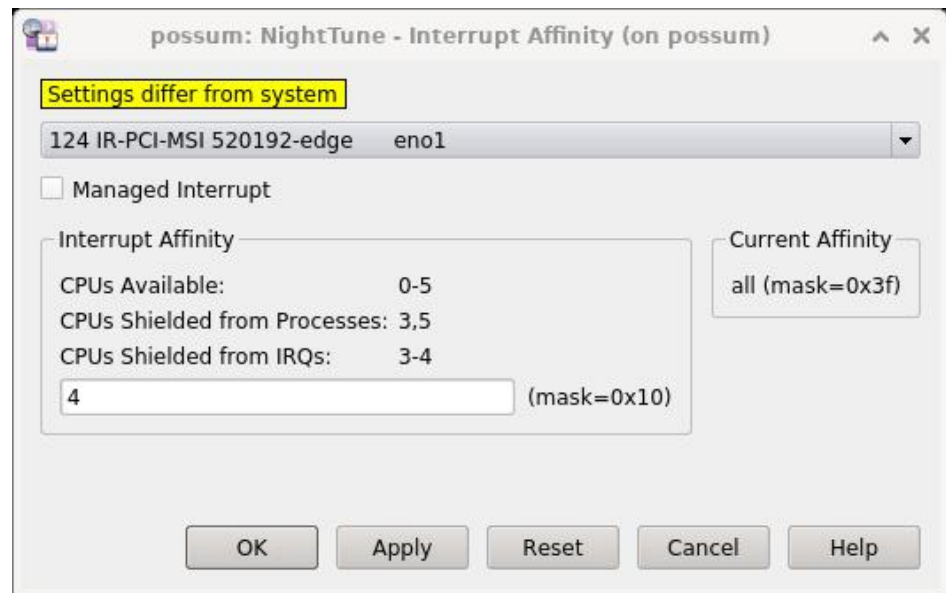 possum: NightTune - Interrupt Affinity (on possum)
Settings differ from system
124 IR-PCI-MSI 520192-edge eno1
Managed Interrupt
Interrupt Affinity
Current Affinity
CPUs Available: 0-5
all (mask=0x3f)
CPUs Shielded from Processes: 3,5
CPUs Shielded from IRQs: 3-4
4 (mask=0x10)
OK Apply Reset Cancel Help